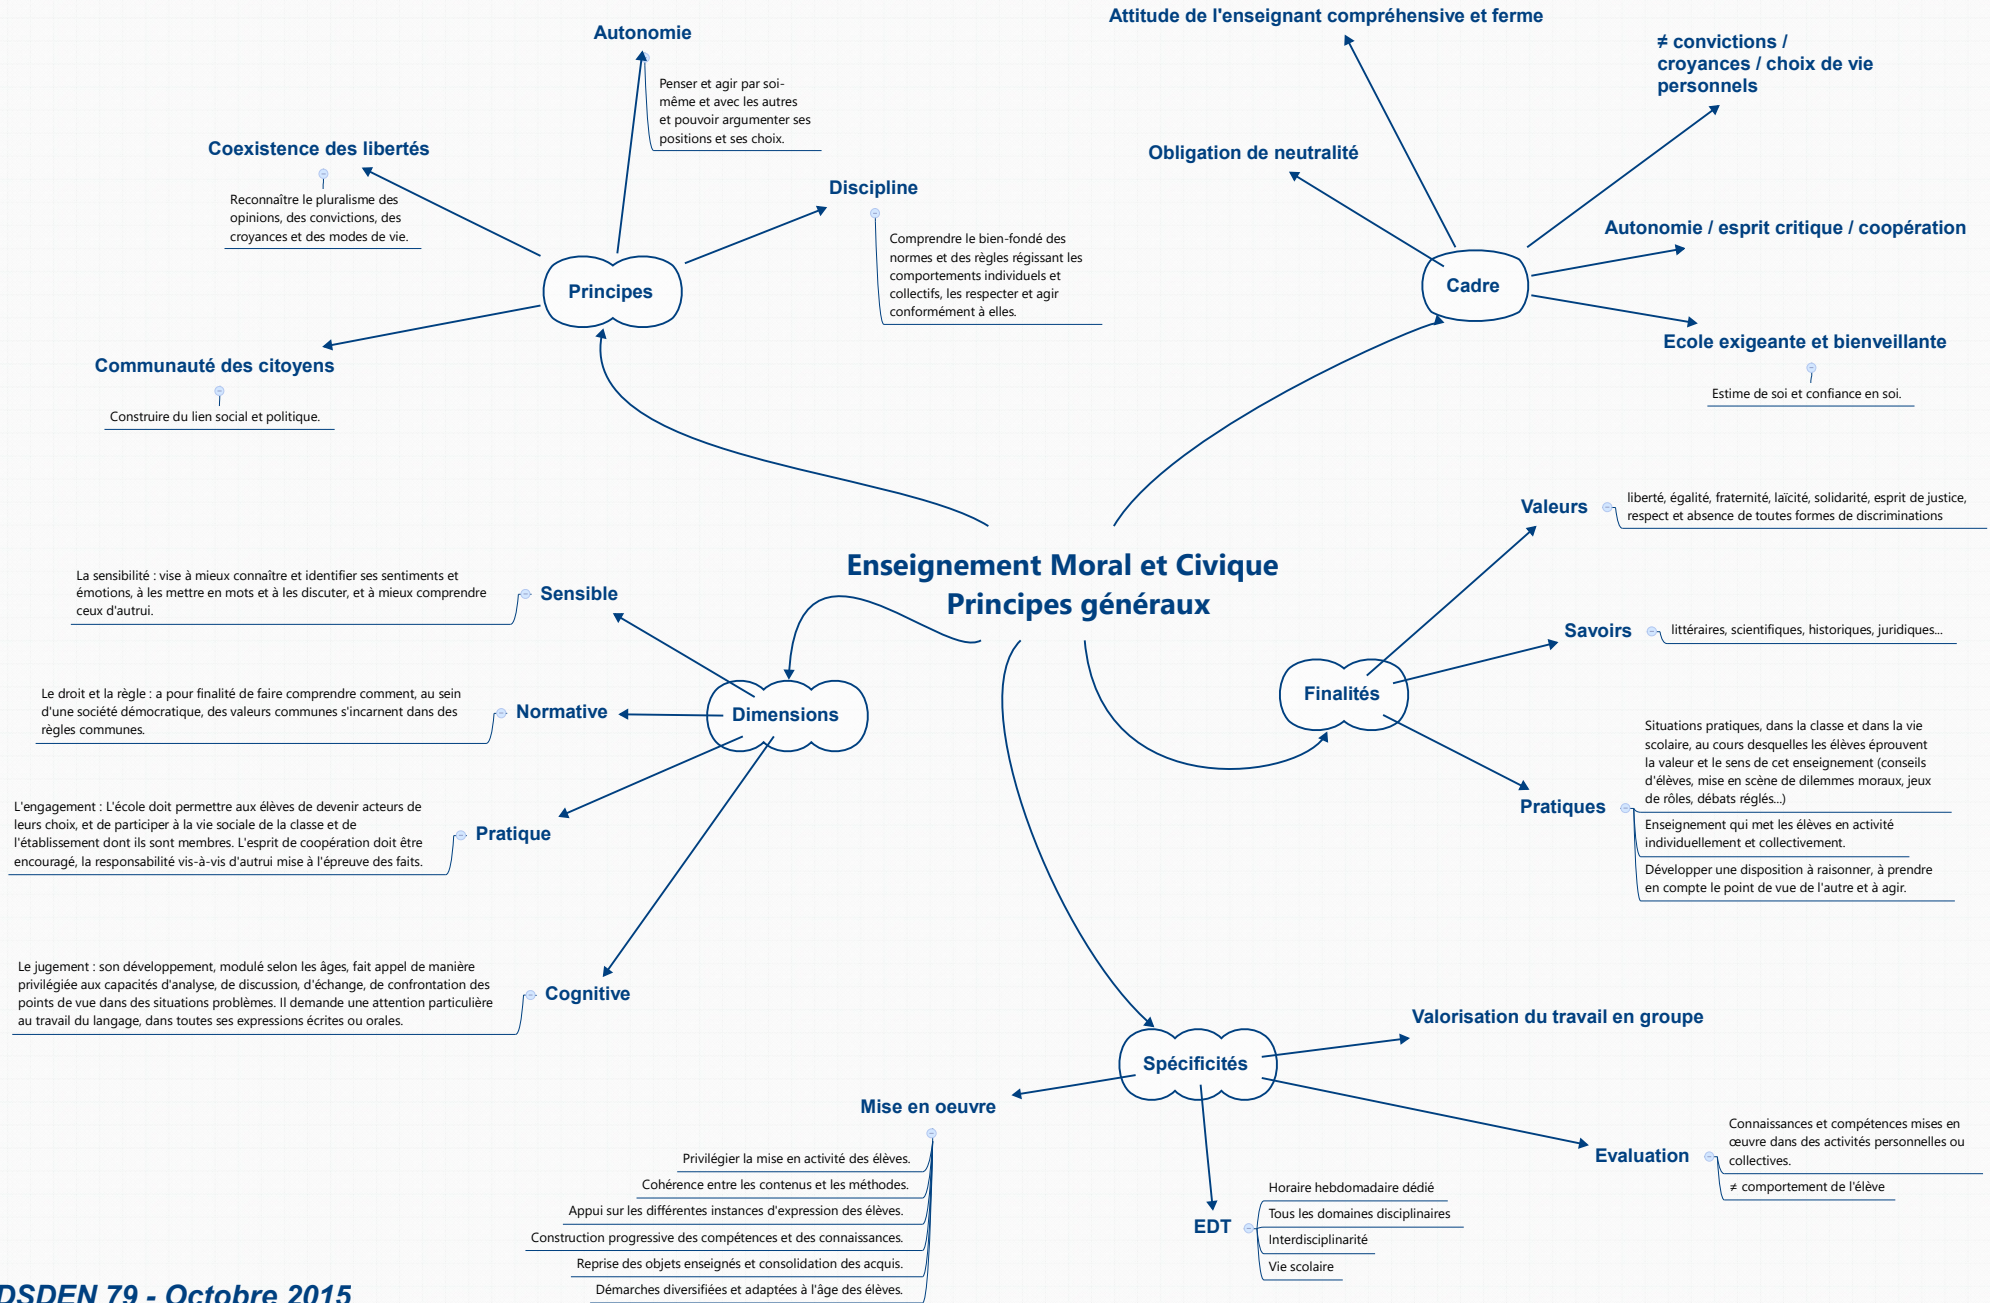 Enseignement Moral et Civique
Principes généraux
Principes
Autonomie
Penser et agir par soi-
même et avec les autres
et pouvoir argumenter ses
positions et ses choix.
Coexistence des libertés
Reconnaître le pluralisme des
opinions, des convictions, des
croyances et des modes de vie.
Discipline
Comprendre le bien-fondé des
normes et des règles régissant les
comportements individuels et
collectifs, les respecter et agir
conformément à elles.
Communauté des citoyens
Construire du lien social et politique.
Cadre
Attitude de l'enseignant compréhensive et ferme
≠ convictions /
croyances / choix de vie
personnels
Obligation de neutralité
Autonomie / esprit critique / coopération
Ecole exigeante et bienveillante
Estime de soi et confiance en soi.
Finalités
Valeurs
liberté, égalité, fraternité, laïcité, solidarité, esprit de justice,
respect et absence de toutes formes de discriminations
Savoirs
littéraires, scientifiques, historiques, juridiques...
Pratiques
Situations pratiques, dans la classe et dans la vie
scolaire, au cours desquelles les élèves éprouvent
la valeur et le sens de cet enseignement (conseils
d'élèves, mise en scène de dilemmes moraux, jeux
de rôles, débats réglés...)
Enseignement qui met les élèves en activité
individuellement et collectivement.
Développer une disposition à raisonner, à prendre
en compte le point de vue de l'autre et à agir.
Dimensions
Sensible
La sensibilité : vise à mieux connaître et identifier ses sentiments et
émotions, à les mettre en mots et à les discuter, et à mieux comprendre
ceux d'autrui.
Normative
Le droit et la règle : a pour finalité de faire comprendre comment, au sein
d'une société démocratique, des valeurs communes s'incarnent dans des
règles communes.
Pratique
L'engagement : L'école doit permettre aux élèves de devenir acteurs de
leurs choix, et de participer à la vie sociale de la classe et de
l'établissement dont ils sont membres. L'esprit de coopération doit être
encouragé, la responsabilité vis-à-vis d'autrui mise à l'épreuve des faits.
Cognitive
Le jugement : son développement, modulé selon les âges, fait appel de manière
privilégiée aux capacités d'analyse, de discussion, d'échange, de confrontation des
points de vue dans des situations problèmes. Il demande une attention particulière
au travail du langage, dans toutes ses expressions écrites ou orales.
Spécificités
Valorisation du travail en groupe
Mise en oeuvre
Privilégier la mise en activité des élèves.
Cohérence entre les contenus et les méthodes.
Appui sur les différentes instances d'expression des élèves.
Construction progressive des compétences et des connaissances.
Reprise des objets enseignés et consolidation des acquis.
Démarches diversifiées et adaptées à l'âge des élèves.
EDT
Horaire hebdomadaire dédié
Tous les domaines disciplinaires
Interdisciplinarité
Vie scolaire
Evaluation
Connaissances et compétences mises en
œuvre dans des activités personnelles ou
collectives.
≠ comportement de l'élève
DSDEN 79 - Octobre 2015